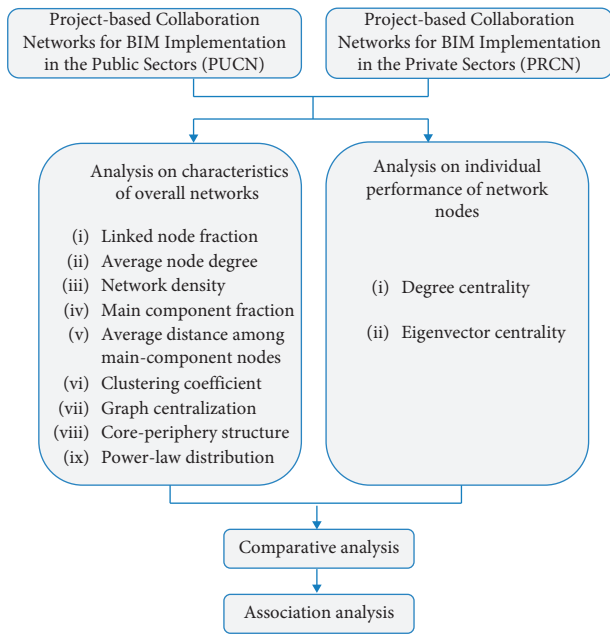 Project-based Collaboration
Networks for BIM Implementation
in the Public Sectors (PUCN)
Project-based Collaboration
Networks for BIM Implementation
in the Private Sectors (PRCN)
Analysis on characteristics
of overall networks
(i) Linked node fraction
(ii) Average node degree
(iii) Network density
(iv) Main component fraction
(v) Average distance among
main-component nodes
(vi) Clustering coefficient
(vii) Graph centralization
(viii) Core-periphery structure
(ix) Power-law distribution
Analysis on individual
performance of network
nodes
(i) Degree centrality
(ii) Eigenvector centrality
Comparative analysis
Association analysis